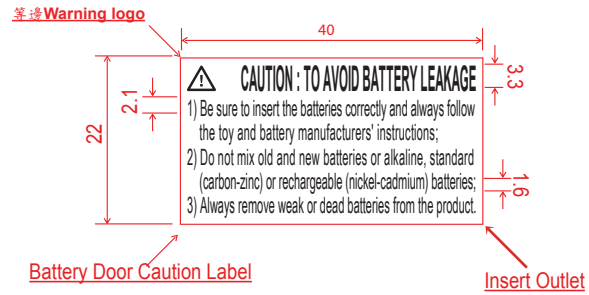 等邊Warning logo
40
3.3
2.1
22
1.6
CAUTION : TO AVOID BATTERY LEAKAGE
1) Be sure to insert the batteries correctly and always follow
the toy and battery manufacturers' instructions;
2) Do not mix old and new batteries or alkaline, standard
(carbon-zinc) or rechargeable (nickel-cadmium) batteries;
3) Always remove weak or dead batteries from the product.
Battery Door Caution Label
Insert Outlet